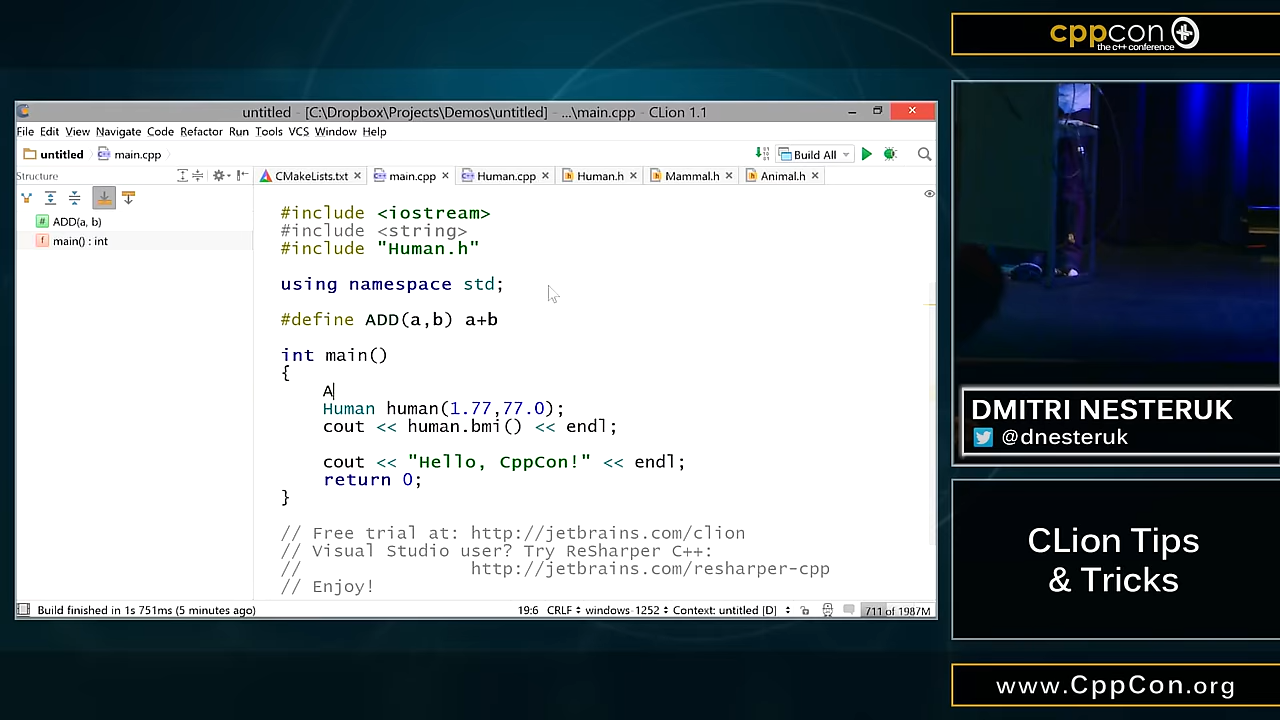 cppcon
the c++ conference
untitled - [C:\Dropbox\Projects\Demos\untitled] - ...\main.cpp - CLion 1.1
File Edit View Navigate Code Refactor Run Tools VCS Window Help
untitled main.cpp Build All
Structure
CMakeLists.txt main.cpp Human.cpp Human.h Mammal.h Animal.h
ADD(a, b)
main() : int
#include <iostream>
#include <string>
#include "Human.h"
using namespace std;
#define ADD(a,b) a+b
int main()
{
A
Human human(1.77,77.0);
cout << human.bmi() << endl;
cout << "Hello, CppCon!" << endl;
return 0;
}
// Free trial at: http://jetbrains.com/clion
// Visual Studio user? Try ReSharper C++:
// http://jetbrains.com/resharper-cpp
// Enjoy!
Build finished in 1s 751ms (5 minutes ago) 19:6 CRLF windows-1252 Context: untitled [D] 711 of 1987M
DMITRI NESTERUK
@dnesteruk
CLion Tips
& Tricks
www.CppCon.org